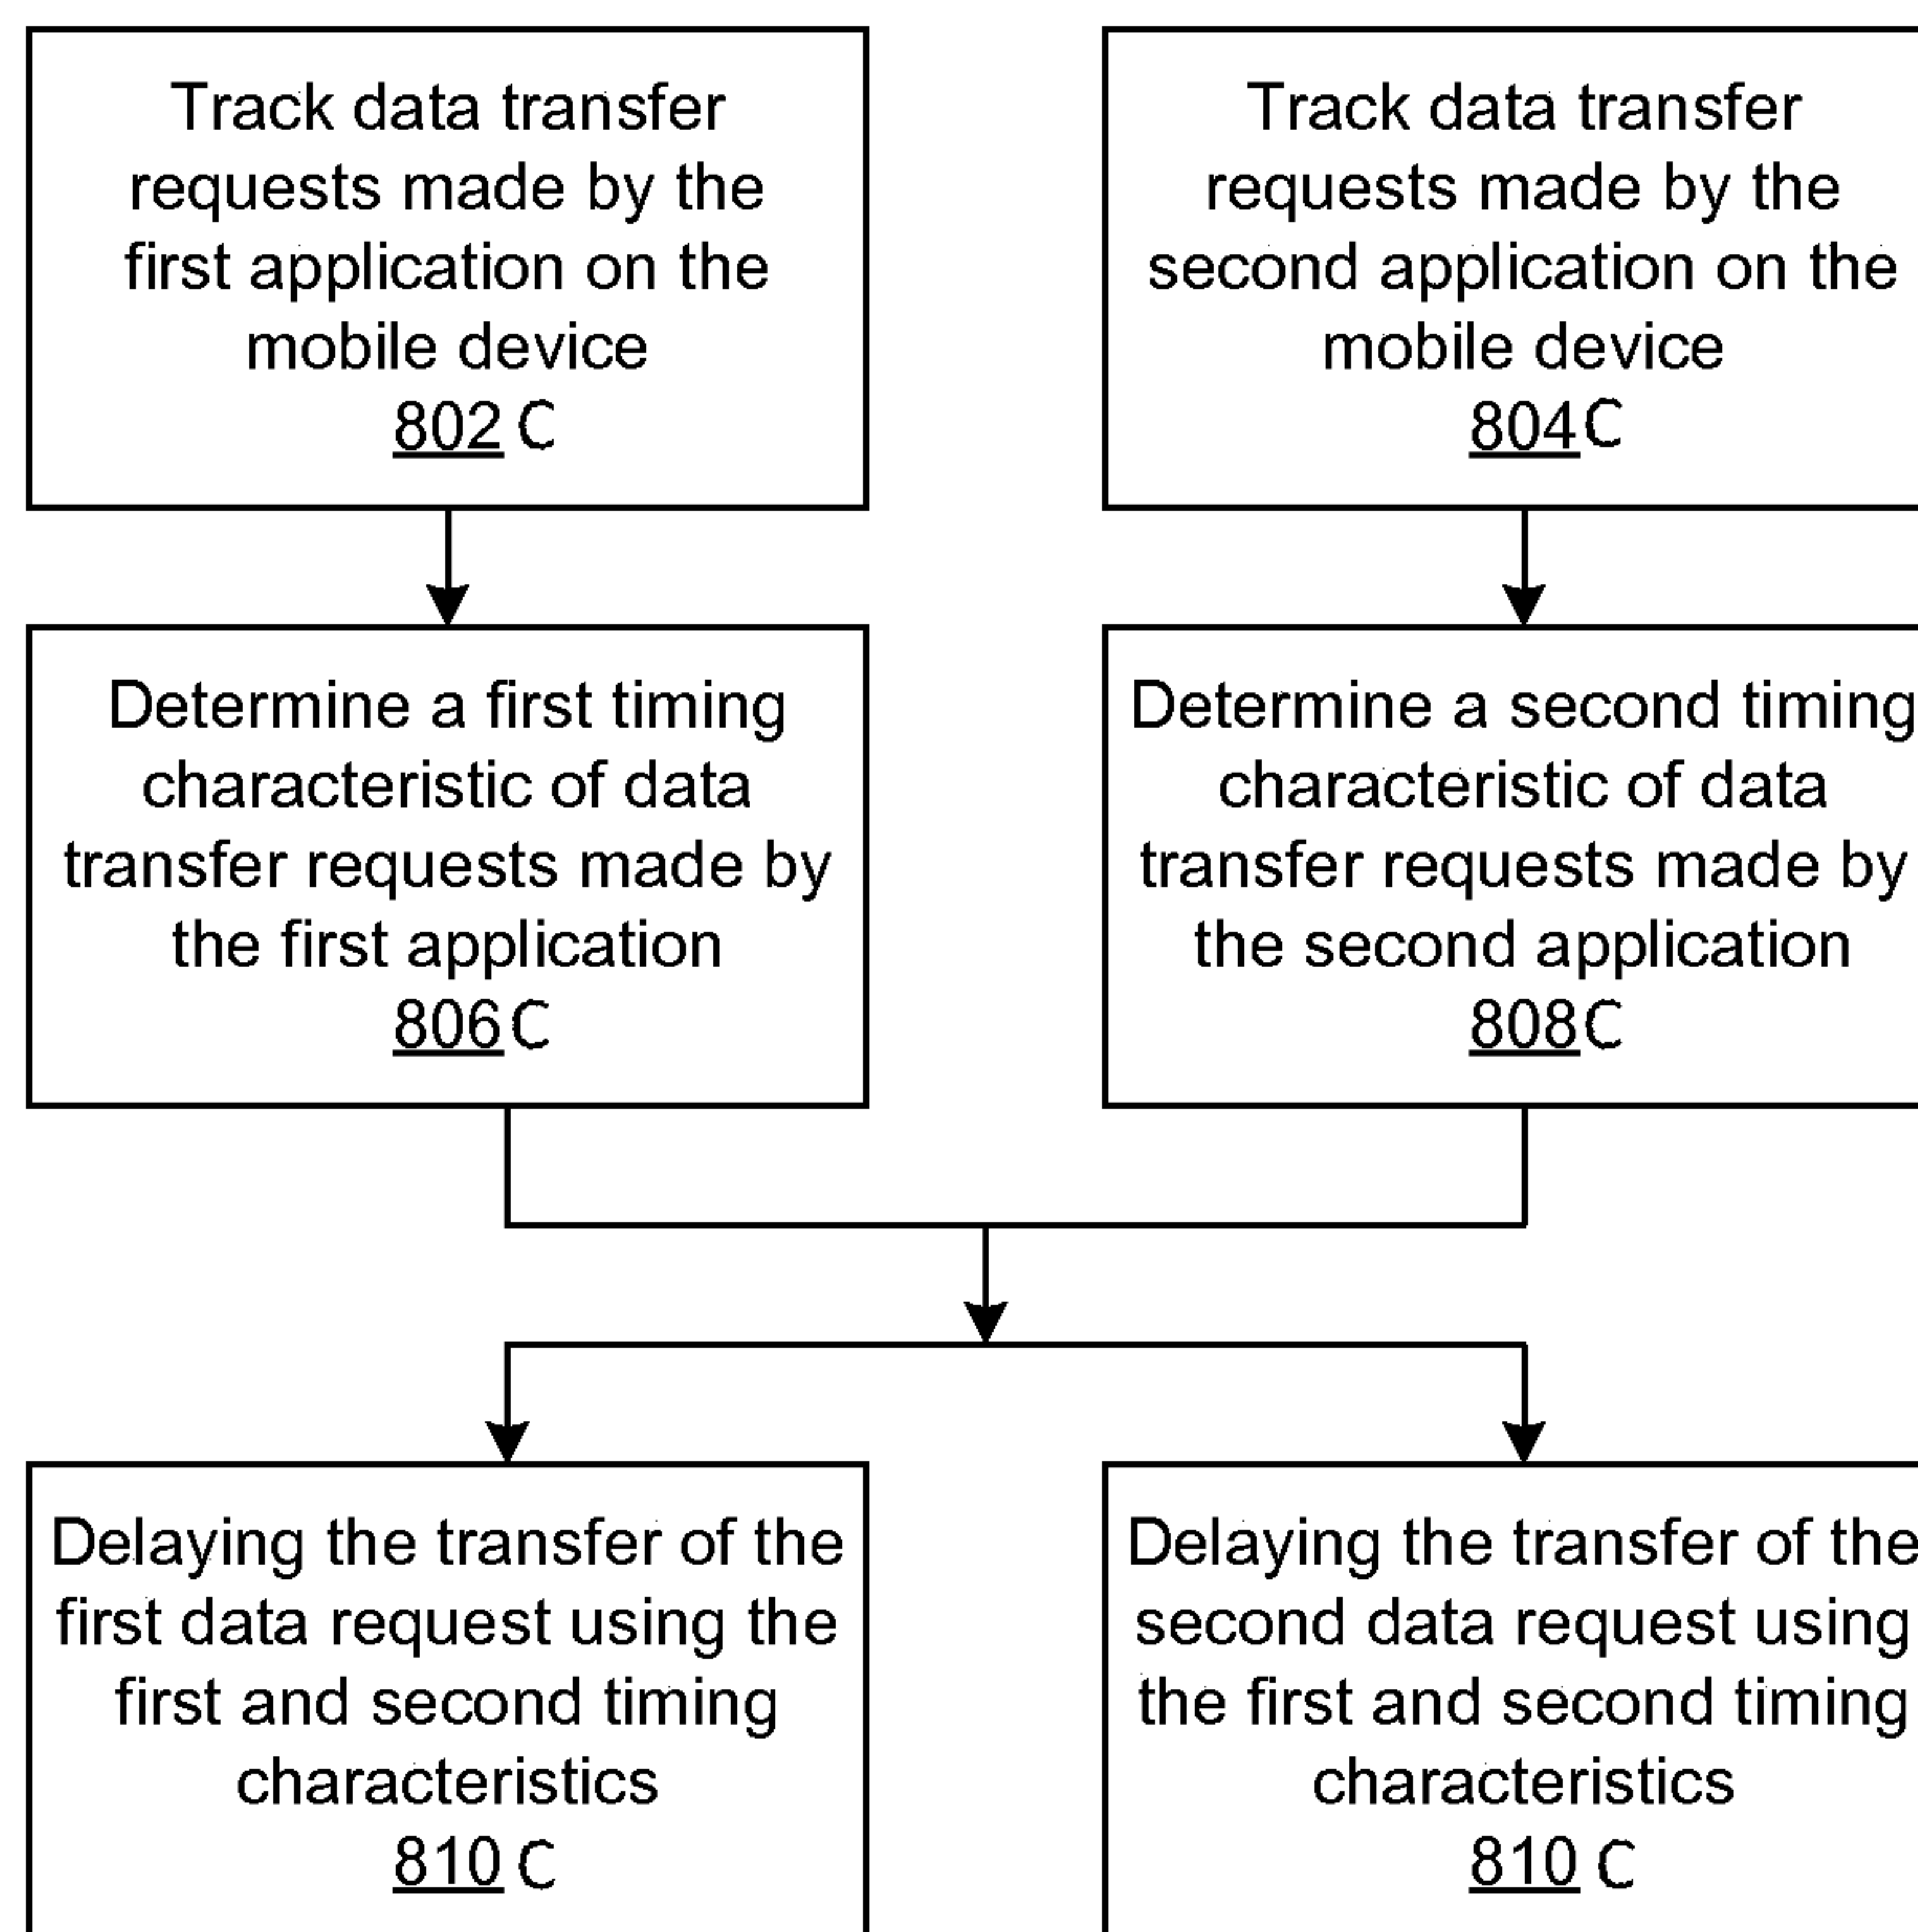 Track data transfer
requests made by the
first application on the
mobile device
802 C
Track data transfer
requests made by the
second application on the
mobile device
804 C
Determine a first timing
characteristic of data
transfer requests made by
the first application
806 C
Determine a second timing
characteristic of data
transfer requests made by
the second application
808 C
Delaying the transfer of the
first data request using the
first and second timing
characteristics
810 C
Delaying the transfer of the
second data request using
the first and second timing
characteristics
810 C